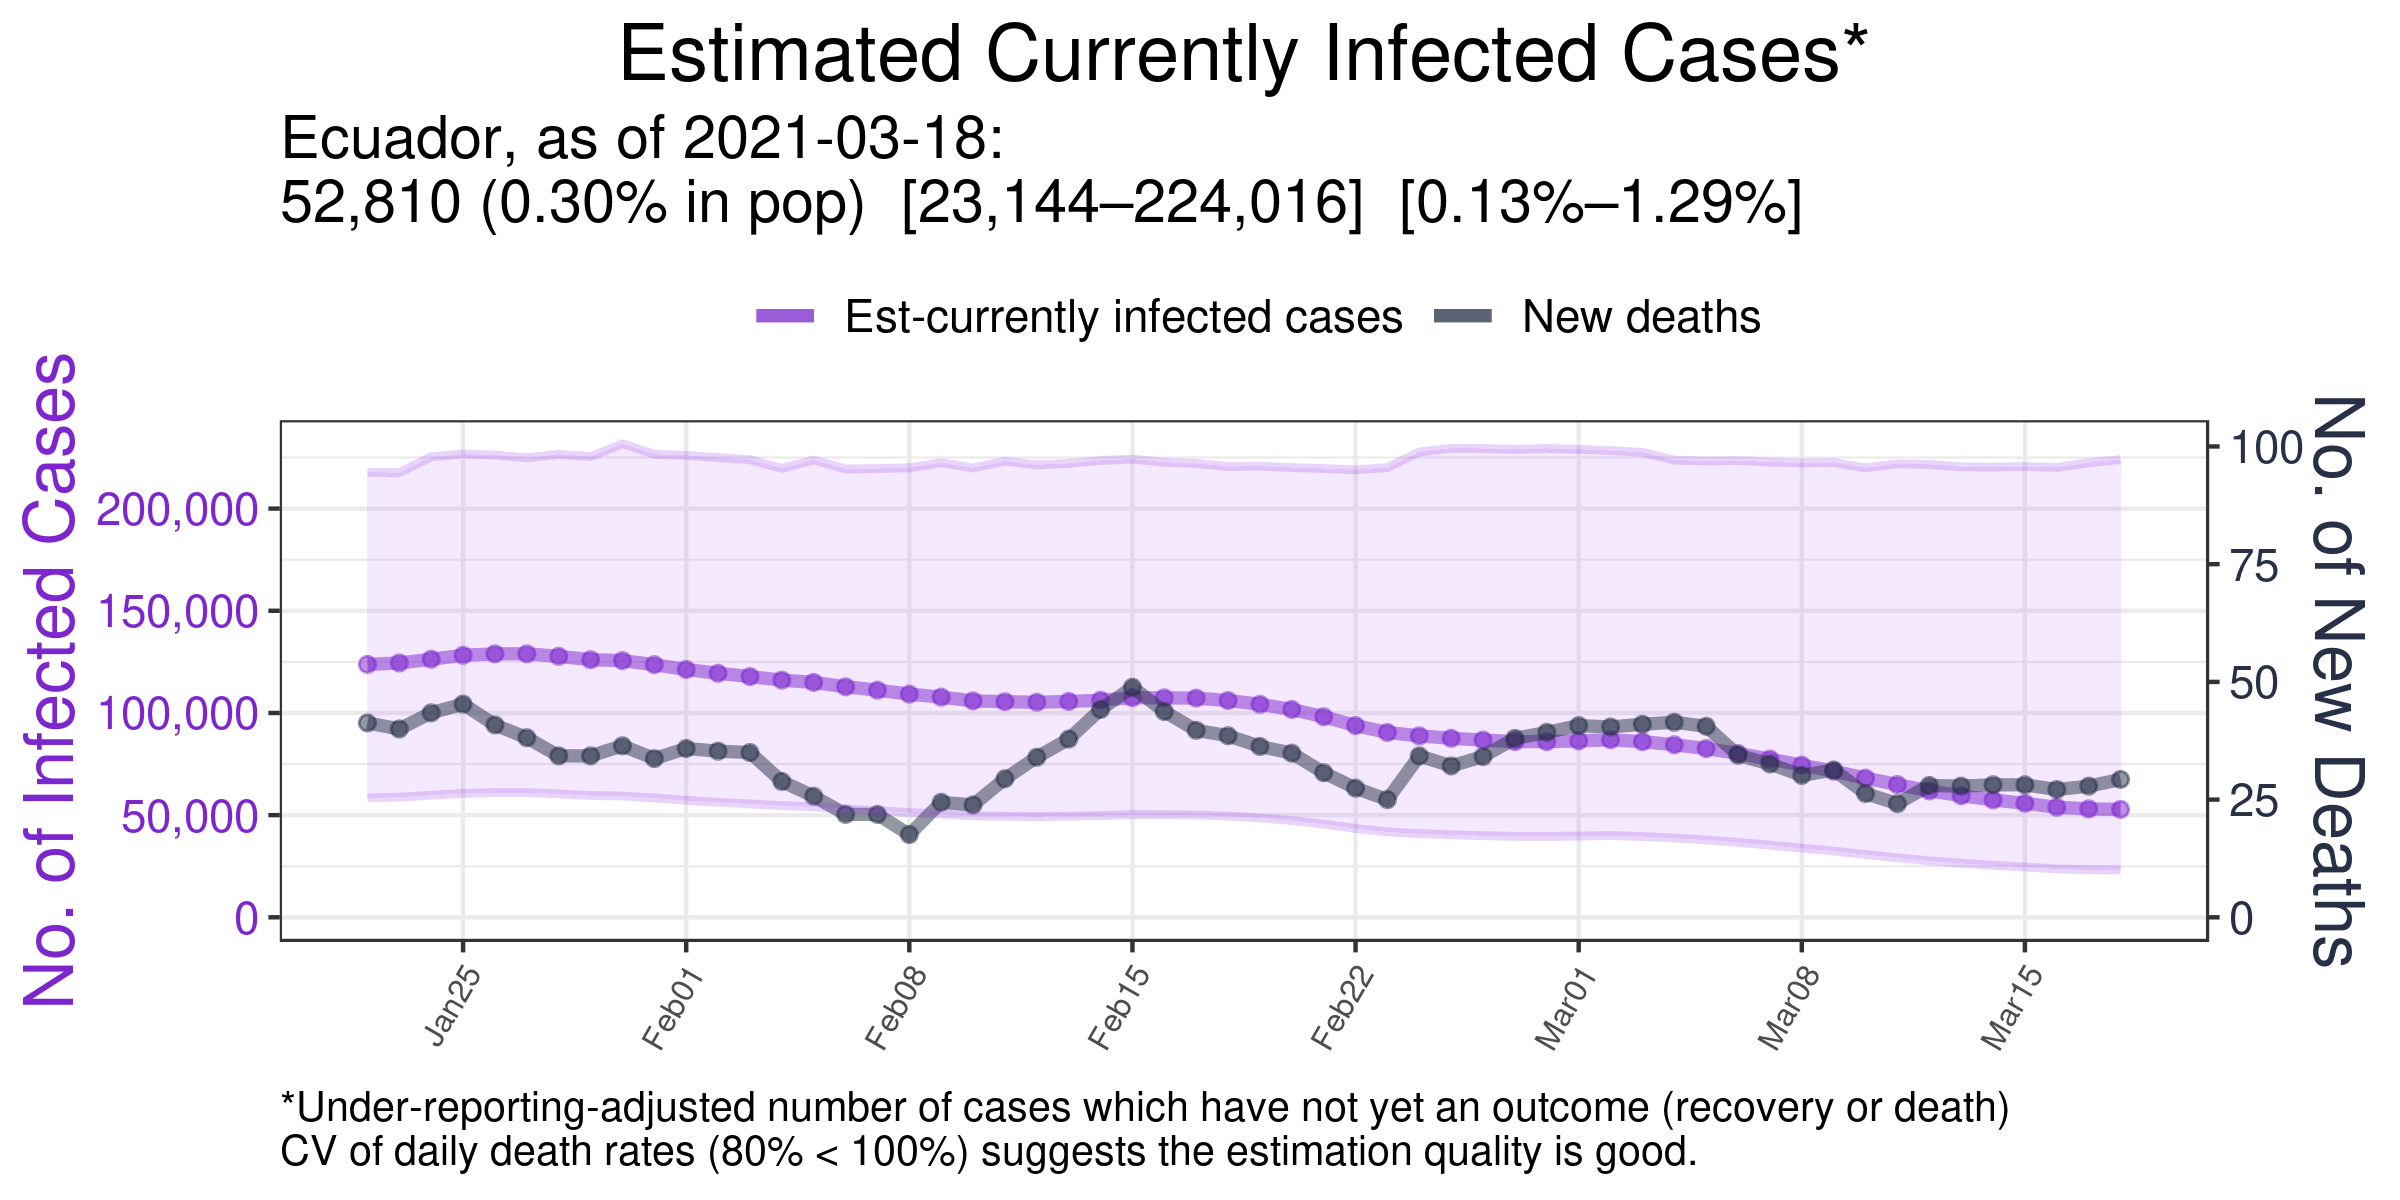 Estimated Currently Infected Cases*
Ecuador, as of 2021-03-18:
52,810 (0.30% in pop) [23,144–224,016] [0.13%–1.29%]
Est-currently infected cases
New deaths
No. of Infected Cases
200,000
150,000
100,000
50,000
0
100
75
50
25
0
No. of New Deaths
Jan25
Feb01
Feb08
Feb15
Feb22
Mar01
Mar08
Mar15
*Under-reporting-adjusted number of cases which have not yet an outcome (recovery or death)
CV of daily death rates (80% < 100%) suggests the estimation quality is good.